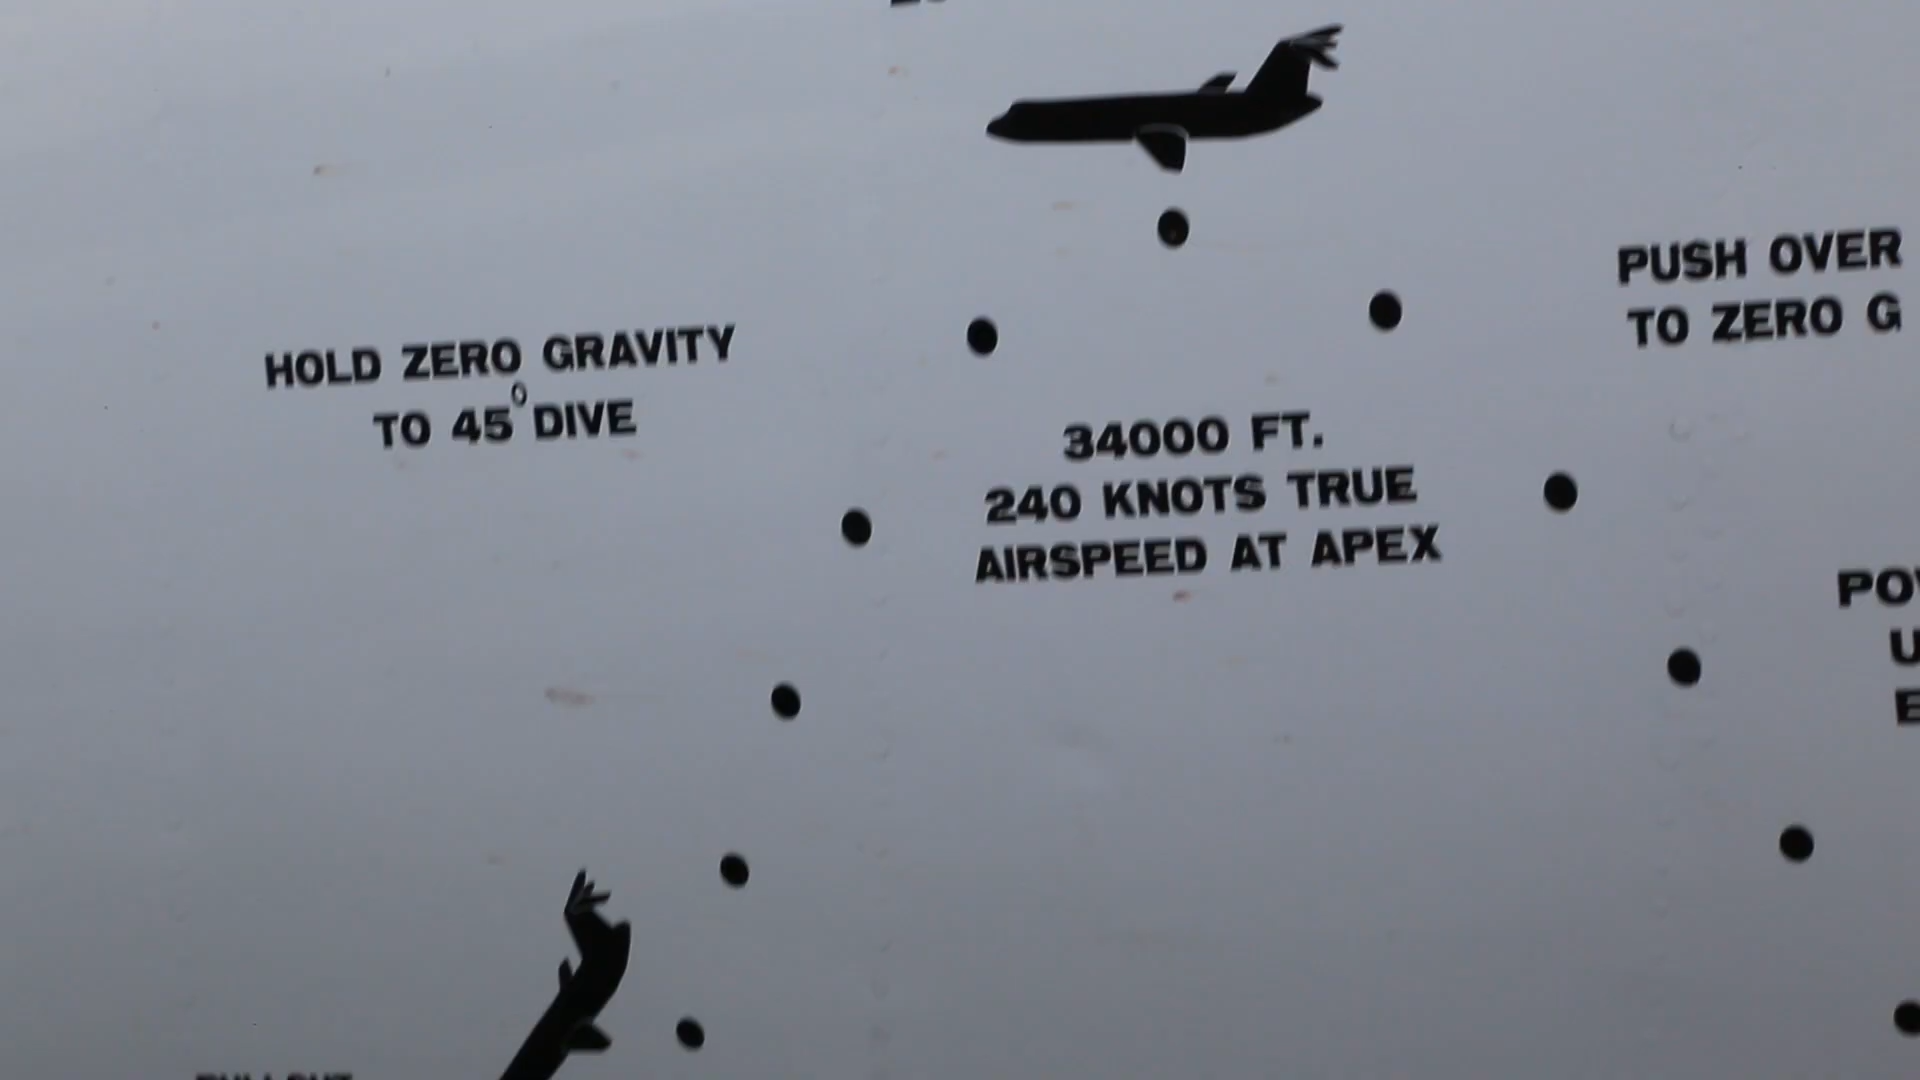 HOLD ZERO GRAVITY
TO 45° DIVE
34000 FT.
240 KNOTS TRUE
AIRSPEED AT APEX
PUSH OVER
TO ZERO G